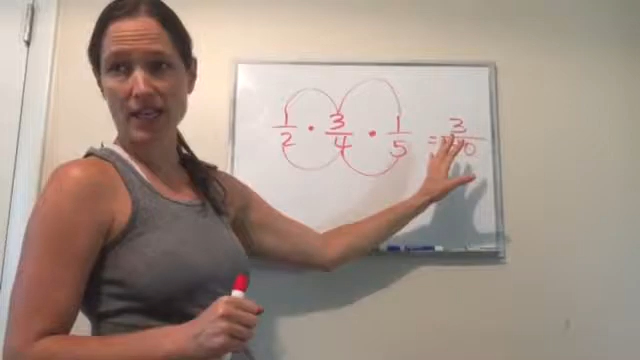 1/2 · 3/4 · 1/5 = 3/40